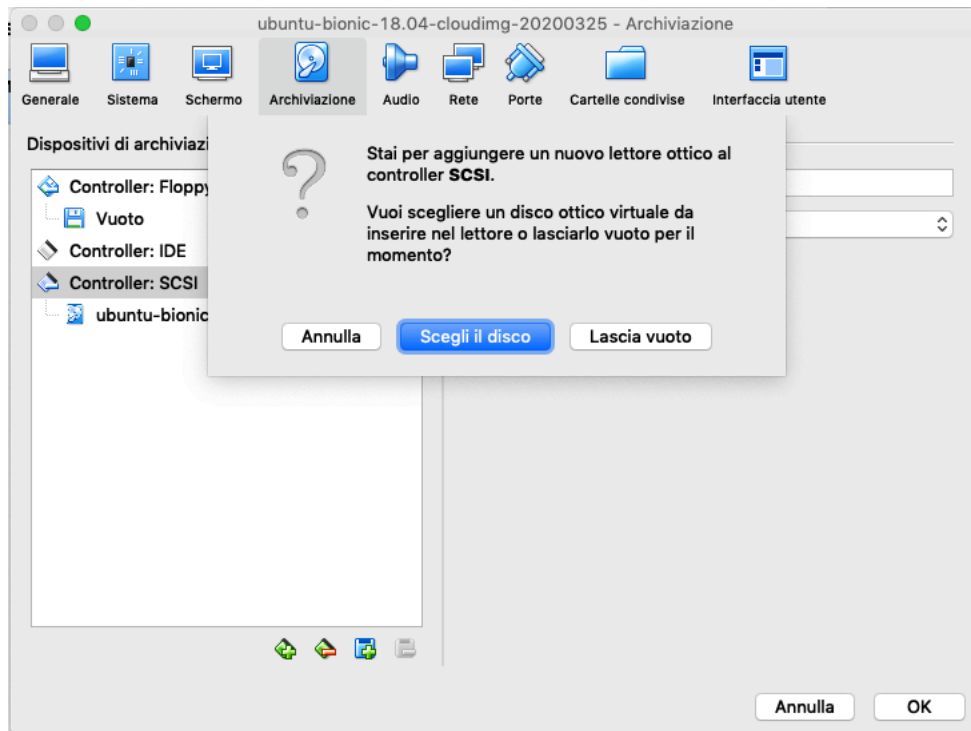 ubuntu-bionic-18.04-cloudimg-20200325 - Archiviazione
Generale Sistema Schermo Archiviazione Audio Rete Porte Cartelle condivise Interfaccia utente
Dispositivi di archiviazi
Controller: Floppy
Vuoto
Controller: IDE
Controller: SCSI
ubuntu-bionic
Stai per aggiungere un nuovo lettore ottico al
controller SCSI.
Vuoi scegliere un disco ottico virtuale da
inserire nel lettore o lasciarlo vuoto per il
momento?
Annulla Scegli il disco Lascia vuoto
Annulla OK